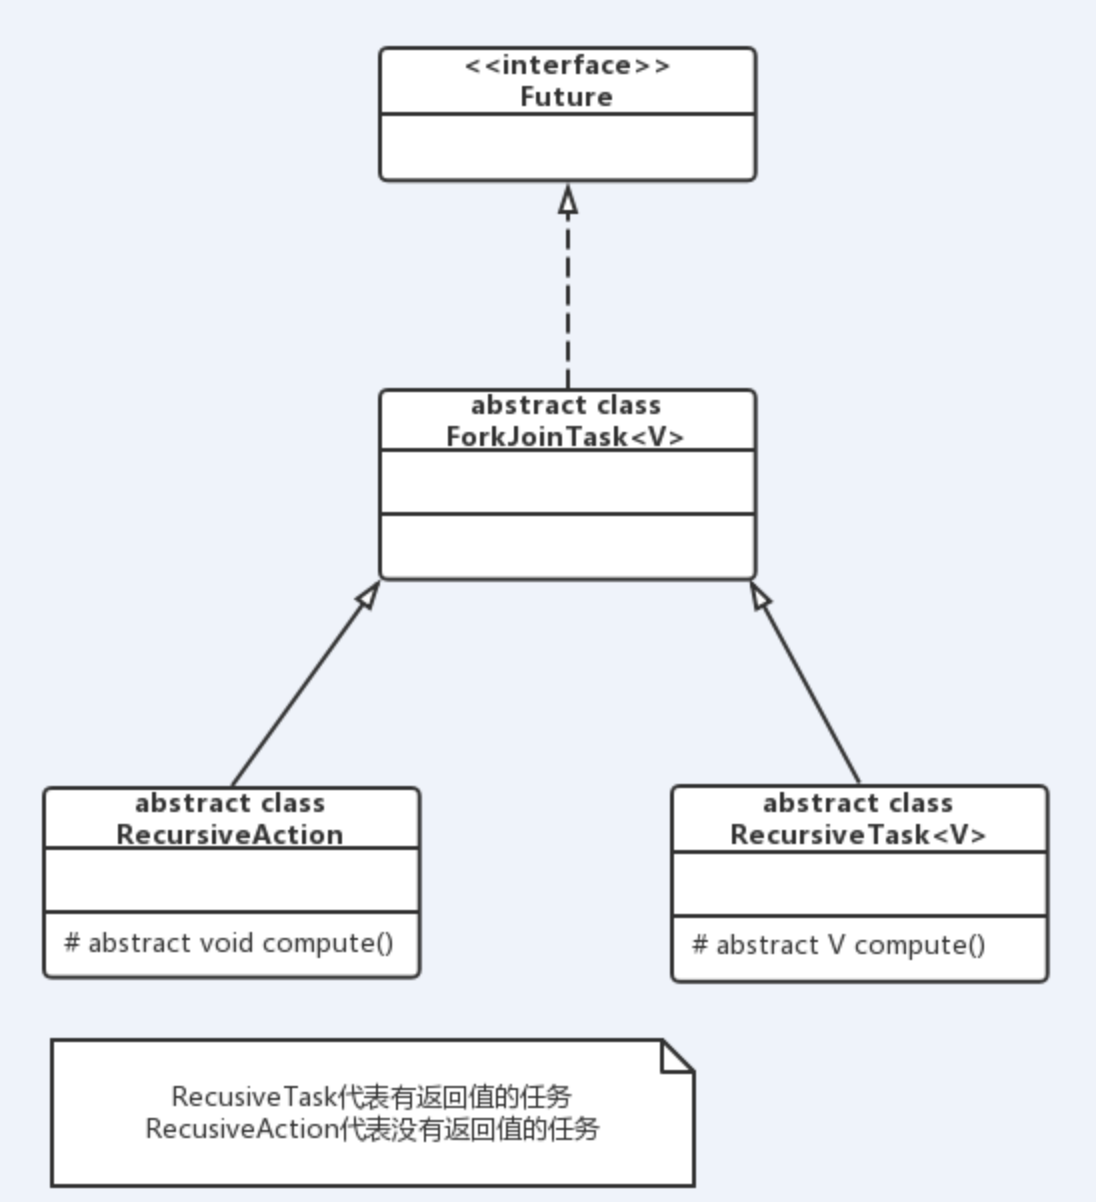 <<interface>>
Future
abstract class
ForkJoinTask<V>
abstract class
RecursiveAction
# abstract void compute()
abstract class
RecursiveTask<V>
# abstract V compute()
RecusiveTask代表有返回值的任务
RecusiveAction代表没有返回值的任务